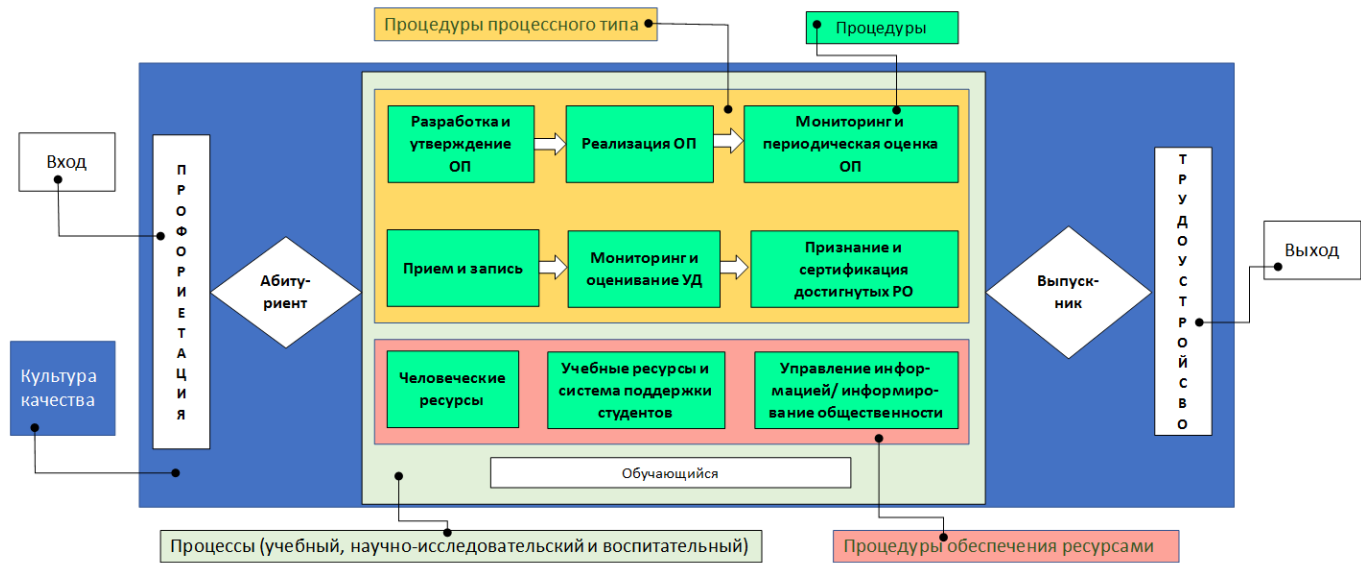 Процедуры процессного типа
Процедуры
Вход
ПРОФОРИЕТАЦИЯ
Абиту-
риент
Разработка и
утверждение
ОП
Реализация ОП
Мониторинг и
периодическая оценка
ОП
Прием и запись
Мониторинг и
оценивание УД
Признание и
сертификация
достигнутых РО
Выпуск-
ник
ТРУДОУСТРОЙСВО
Выход
Культура
качества
Человеческие
ресурсы
Учебные ресурсы и
система поддержки
студентов
Управление инфор-
мацией/ информиро-
вание общественности
Обучающийся
Процессы (учебный, научно-исследовательский и воспитательный)
Процедуры обеспечения ресурсами